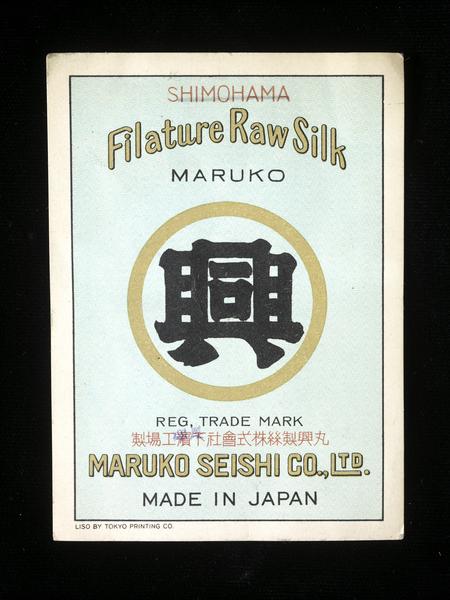 SHIMOHAMA
Filature Raw Silk
MARUKO
興
REG. TRADE MARK
丸興製絲株式會社下濱工場製
MARUKO SEISHI CO., LTD.
MADE IN JAPAN
LISO BY TOKYO PRINTING CO.